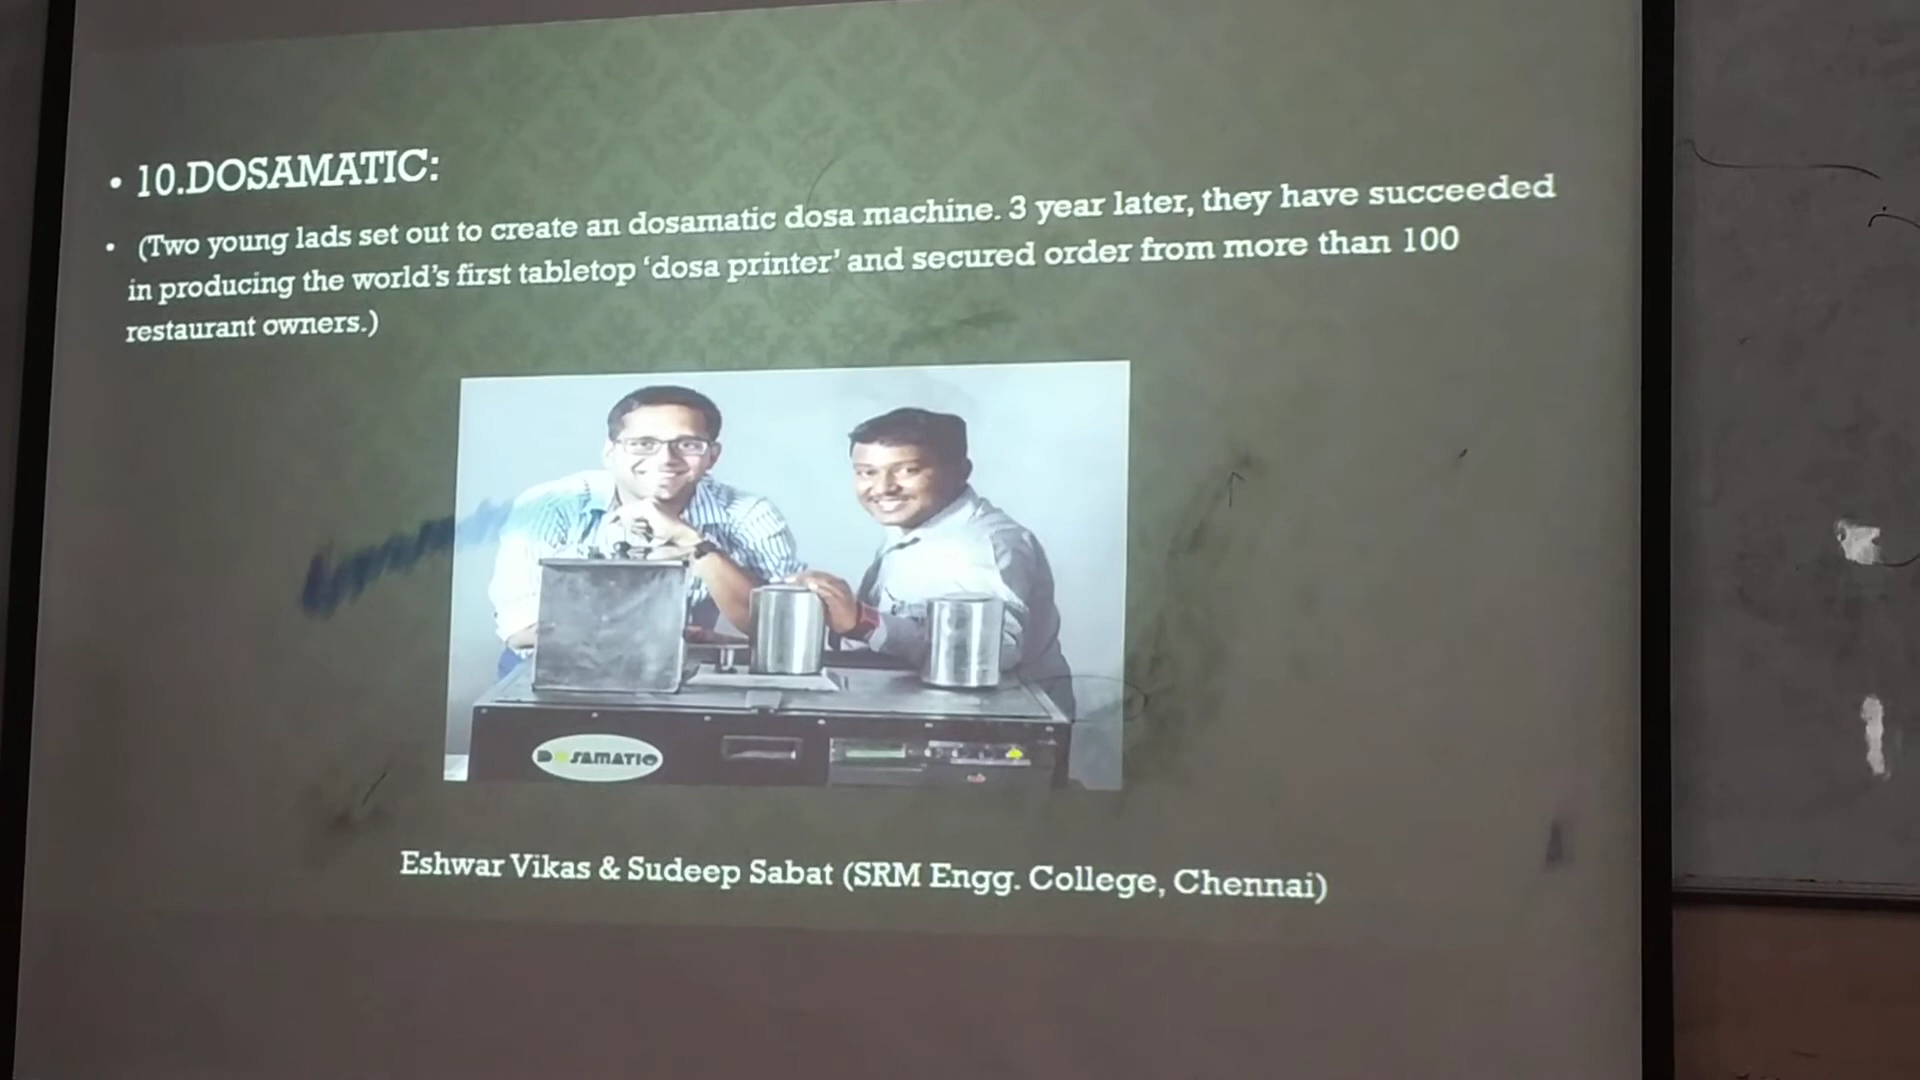 • 10.DOSAMATIC:
• (Two young lads set out to create an dosamatic dosa machine. 3 year later, they have succeeded
in producing the world's first tabletop ‘dosa printer’ and secured order from more than 100
restaurant owners.)
DOSAMATIC
Eshwar Vikas & Sudeep Sabat (SRM Engg. College, Chennai)